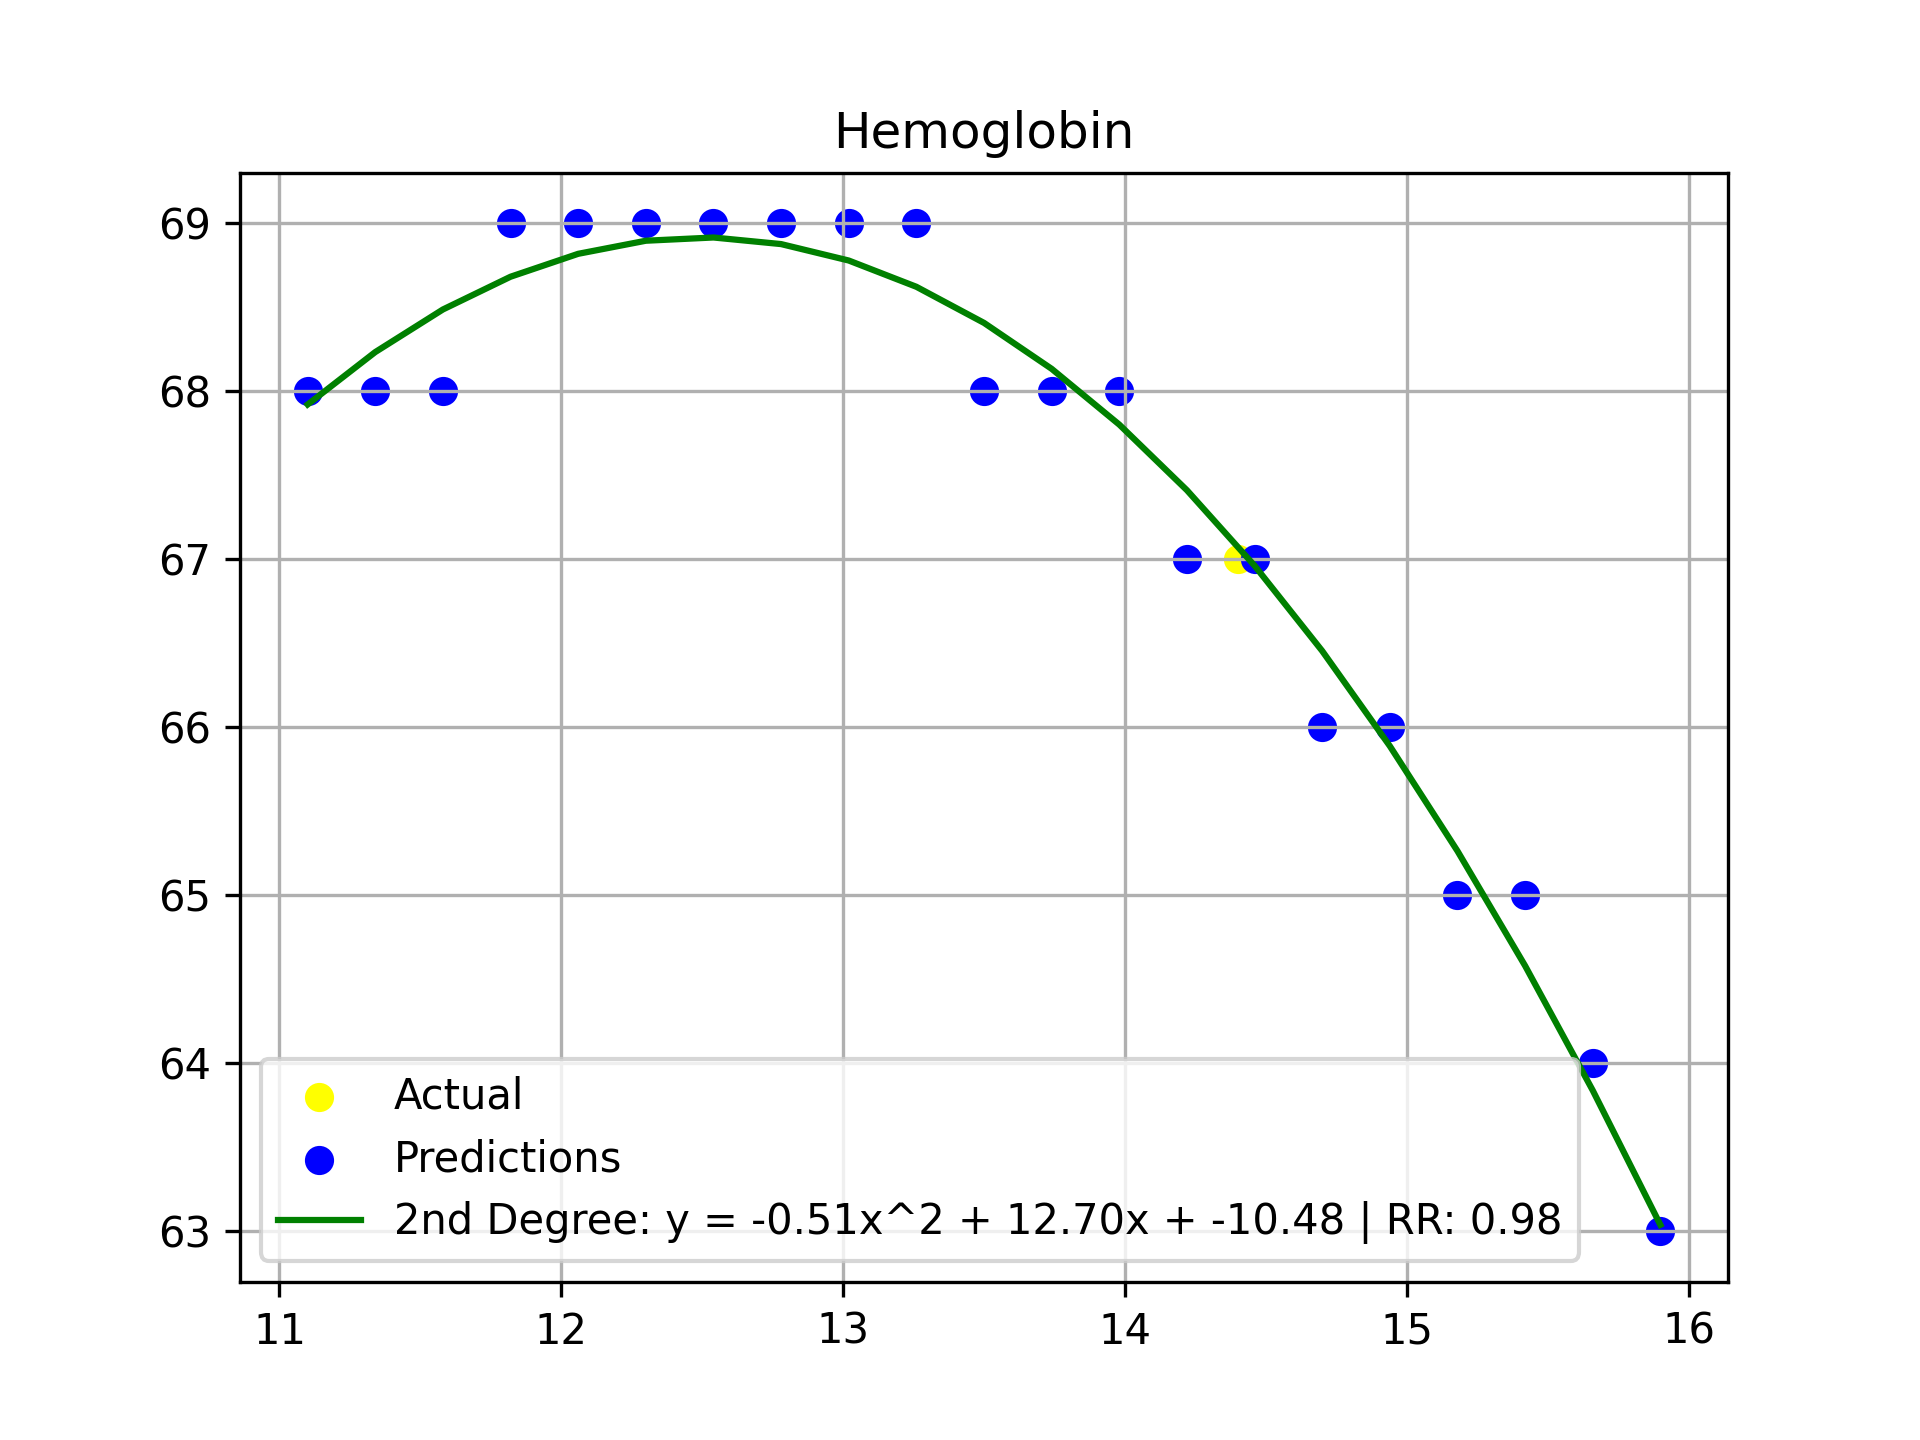 Hemoglobin
69
68
67
66
65
64
63
Actual
Predictions
2nd Degree: y = -0.51x^2 + 12.70x + -10.48 | RR: 0.98
11 12 13 14 15 16